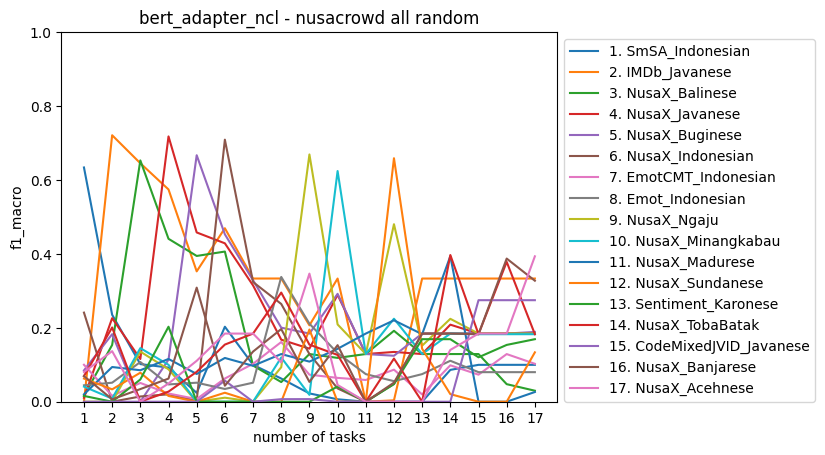 bert_adapter_ncl - nusacrowd all random
f1_macro
1.0
0.8
0.6
0.4
0.2
0.0
1 2 3 4 5 6 7 8 9 10 11 12 13 14 15 16 17
number of tasks
1. SmSA_Indonesian
2. IMDb_Javanese
3. NusaX_Balinese
4. NusaX_Javanese
5. NusaX_Buginese
6. NusaX_Indonesian
7. EmotCMT_Indonesian
8. Emot_Indonesian
9. NusaX_Ngaju
10. NusaX_Minangkabau
11. NusaX_Madurese
12. NusaX_Sundanese
13. Sentiment_Karonese
14. NusaX_TobaBatak
15. CodeMixedJVID_Javanese
16. NusaX_Banjarese
17. NusaX_Acehnese